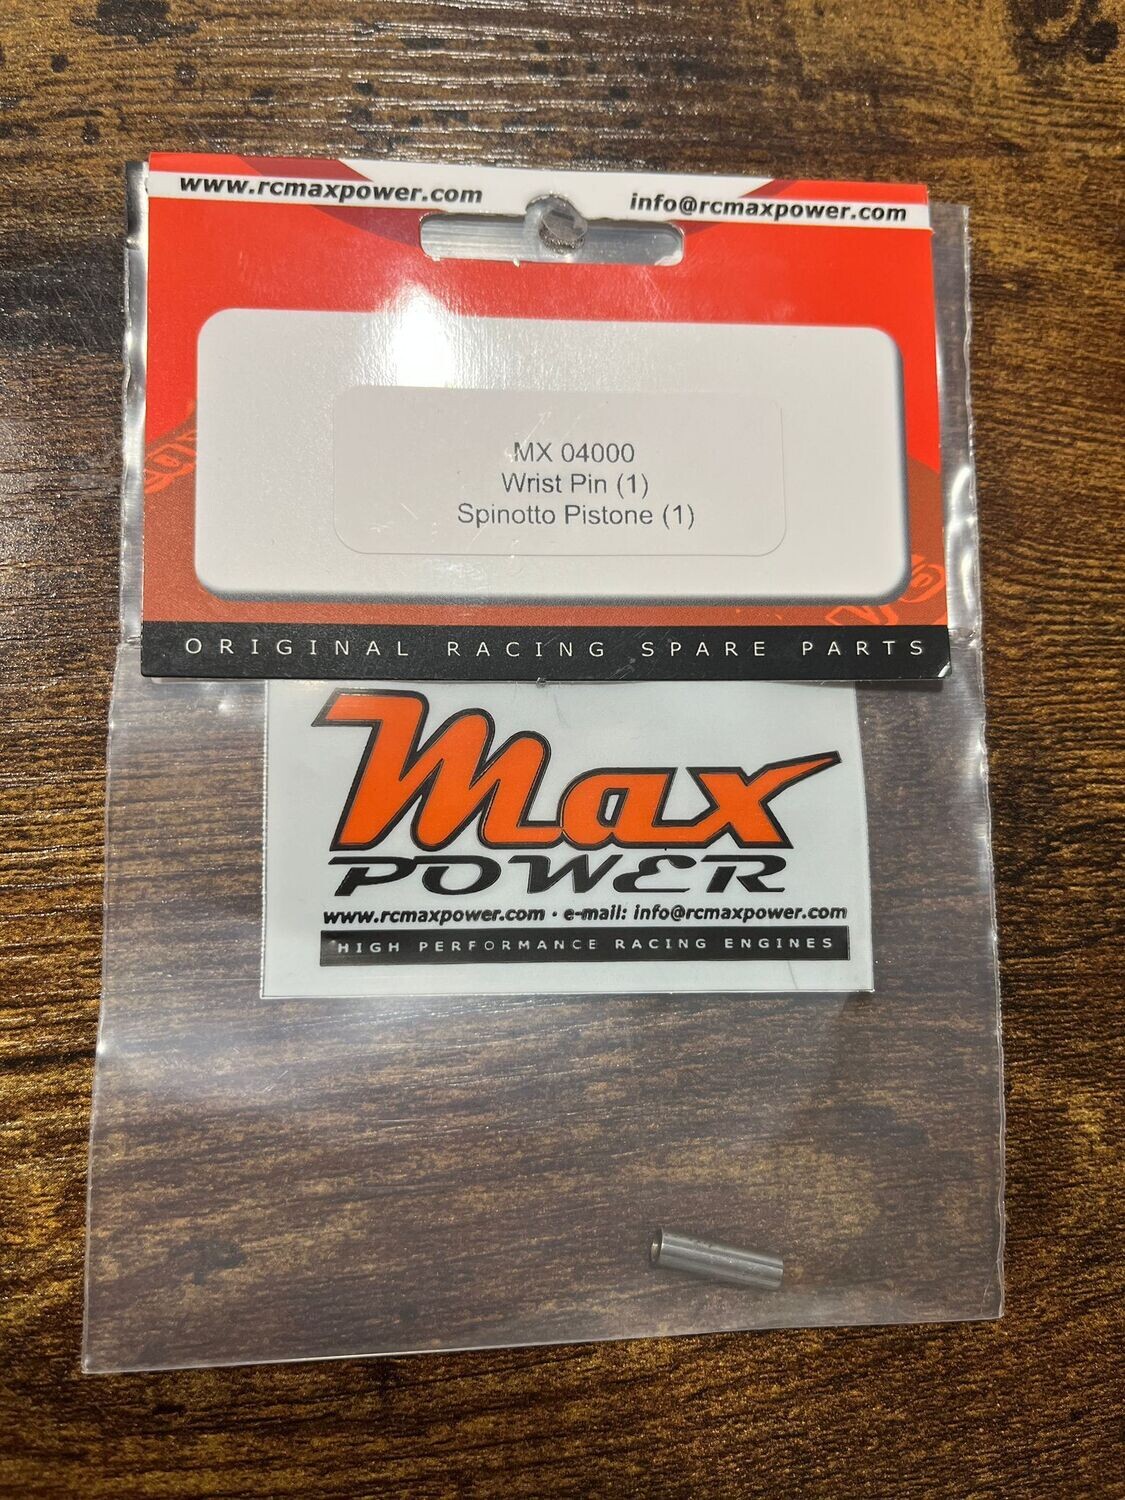 www.rcmaxpower.com
info@rcmaxpower.com
MX 04000
Wrist Pin (1)
Spinotto Pistone (1)
ORIGINAL RACING SPARE PARTS
Max
POWER
www.rcmaxpower.com · e-mail: info@rcmaxpower.com
HIGH PERFORMANCE RACING ENGINES